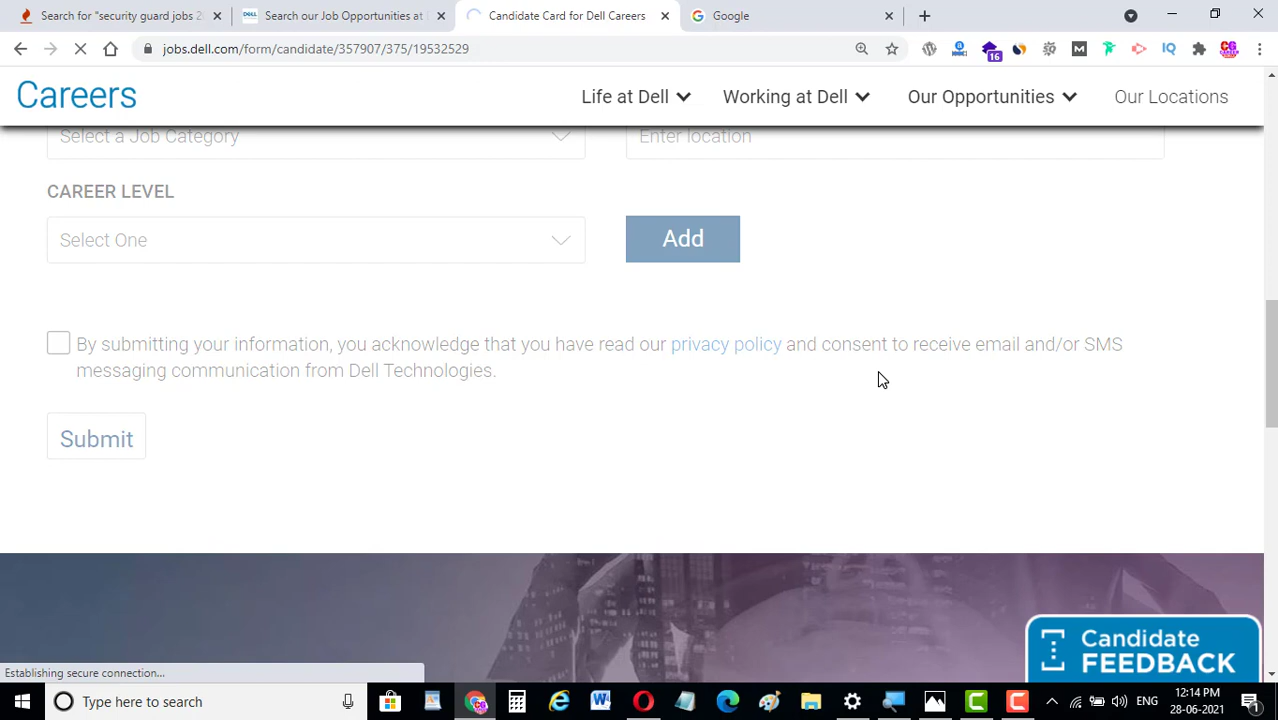 Search for "security guard jobs 20
Search our Job Opportunities at D
Candidate Card for Dell Careers
Google
jobs.dell.com/form/candidate/357907/375/19532529
16
IQ
CG
Careers
Life at Dell
Working at Dell
Our Opportunities
Our Locations
Select a Job Category
Enter location
CAREER LEVEL
Select One
Add
By submitting your information, you acknowledge that you have read our privacy policy and consent to receive email and/or SMS
messaging communication from Dell Technologies.
Submit
Candidate
FEEDBACK
Establishing secure connection...
Type here to search
ENG
12:14 PM
28-06-2021